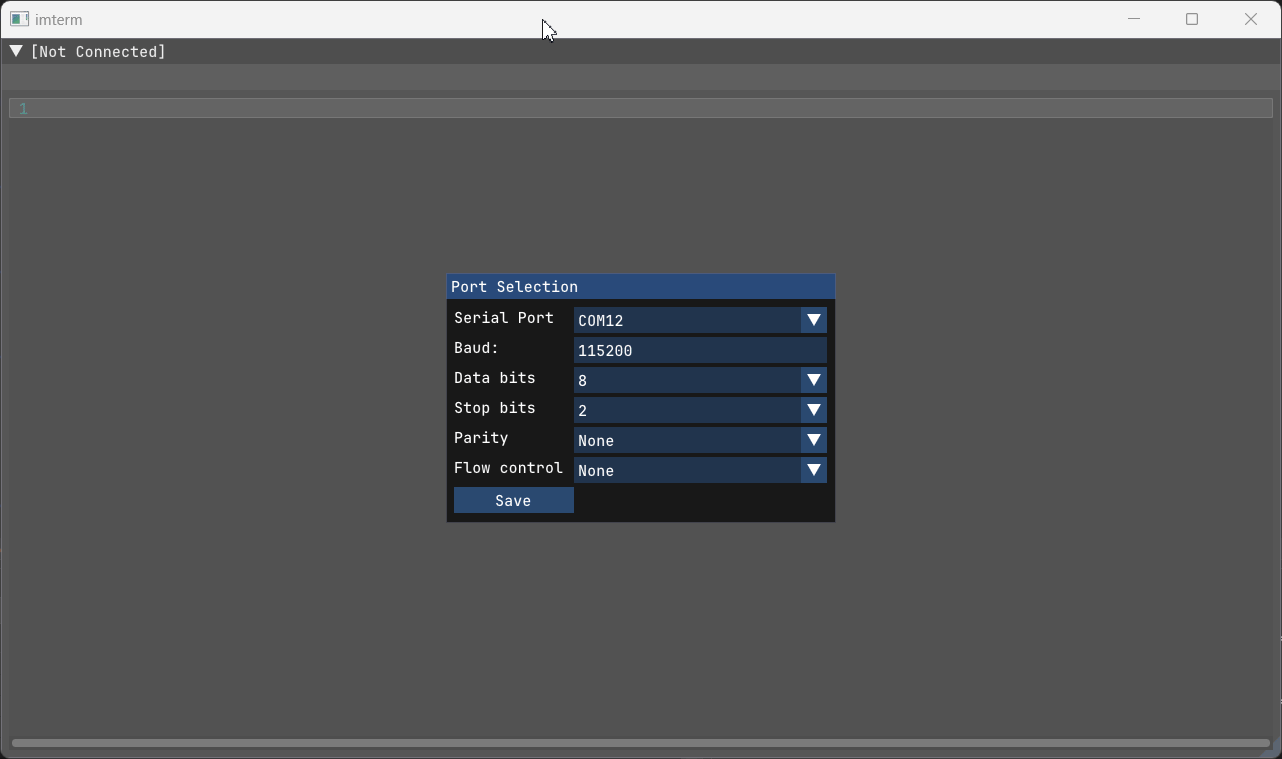 imterm
[Not Connected]
1
Port Selection
Serial Port COM12
Baud: 115200
Data bits 8
Stop bits 2
Parity None
Flow control None
Save